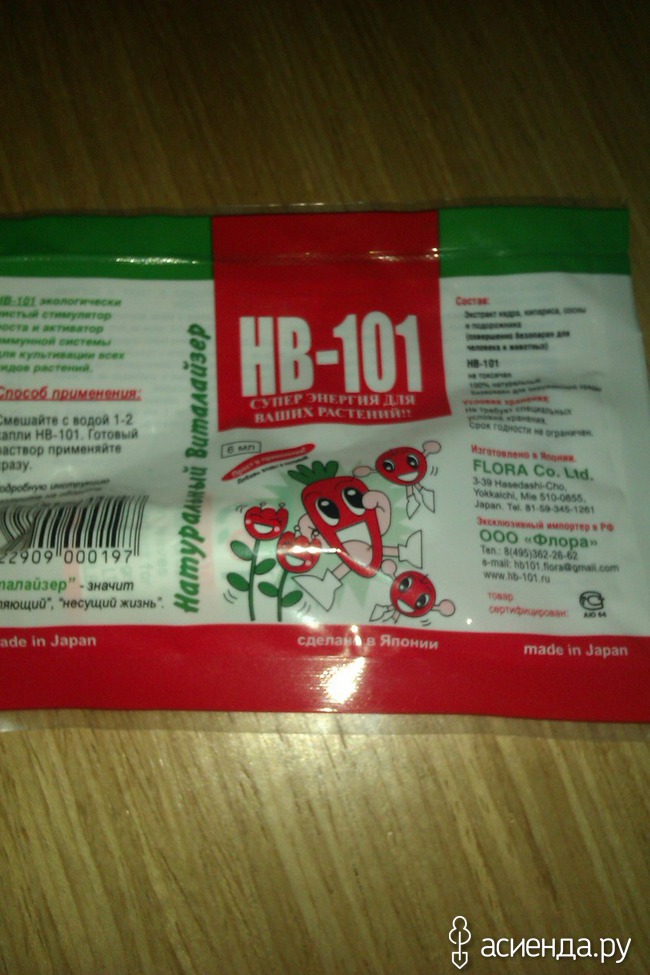 НВ-101 экологически
чистый стимулятор
роста и активатор
иммунной системы
для культивации всех
видов растений.
Способ применения:
Смешайте с водой 1-2
капли НВ-101. Готовый
раствор применяйте
сразу.
22909 000197
"несущий жизнь".
- значит
made in Japan
Натуральный Виталайзер
НВ-101
СУПЕР ЭНЕРГИЯ ДЛЯ
ВАШИХ РАСТЕНИЙ!!
6 мл
сделано в Японии
Состав:
Экстракт кедра, кипариса, сосны
и подорожника
(совершенно безопасен для
человека и животных)
НВ-101
не токсичен
100% натуральный
Условия хранения
Не требует специальных
условий хранения.
Срок годности не ограничен.
Изготовлено в Японии.
FLORA Co. Ltd.
3-39 Hasedashi-Cho,
Yokkaichi, Mie 510-0855,
Japan. Tel. 81-59-345-1261
Эксклюзивный импортер в РФ
ООО «Флора»
Тел.: 8(495)362-26-62
e-mail: hb101.flora@gmail.com
www.hb-101.ru
товар
сертифицирован:
РСТ
АЮ 64
made in Japan
асиенда.ру